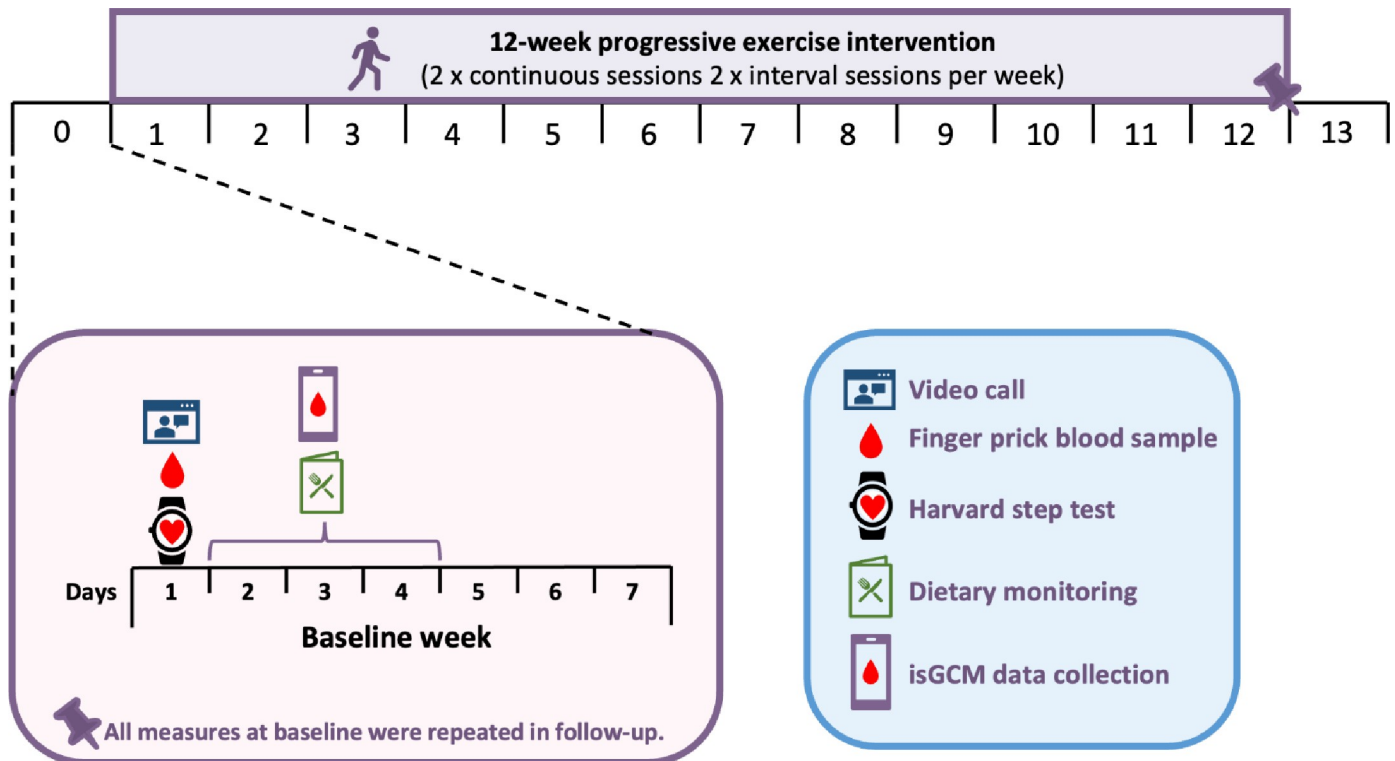 12-week progressive exercise intervention
(2 x continuous sessions 2 x interval sessions per week)
0 1 2 3 4 5 6 7 8 9 10 11 12 13
Video call
Finger prick blood sample
Harvard step test
Dietary monitoring
isGCM data collection
Days 1 2 3 4 5 6 7
Baseline week
All measures at baseline were repeated in follow-up.